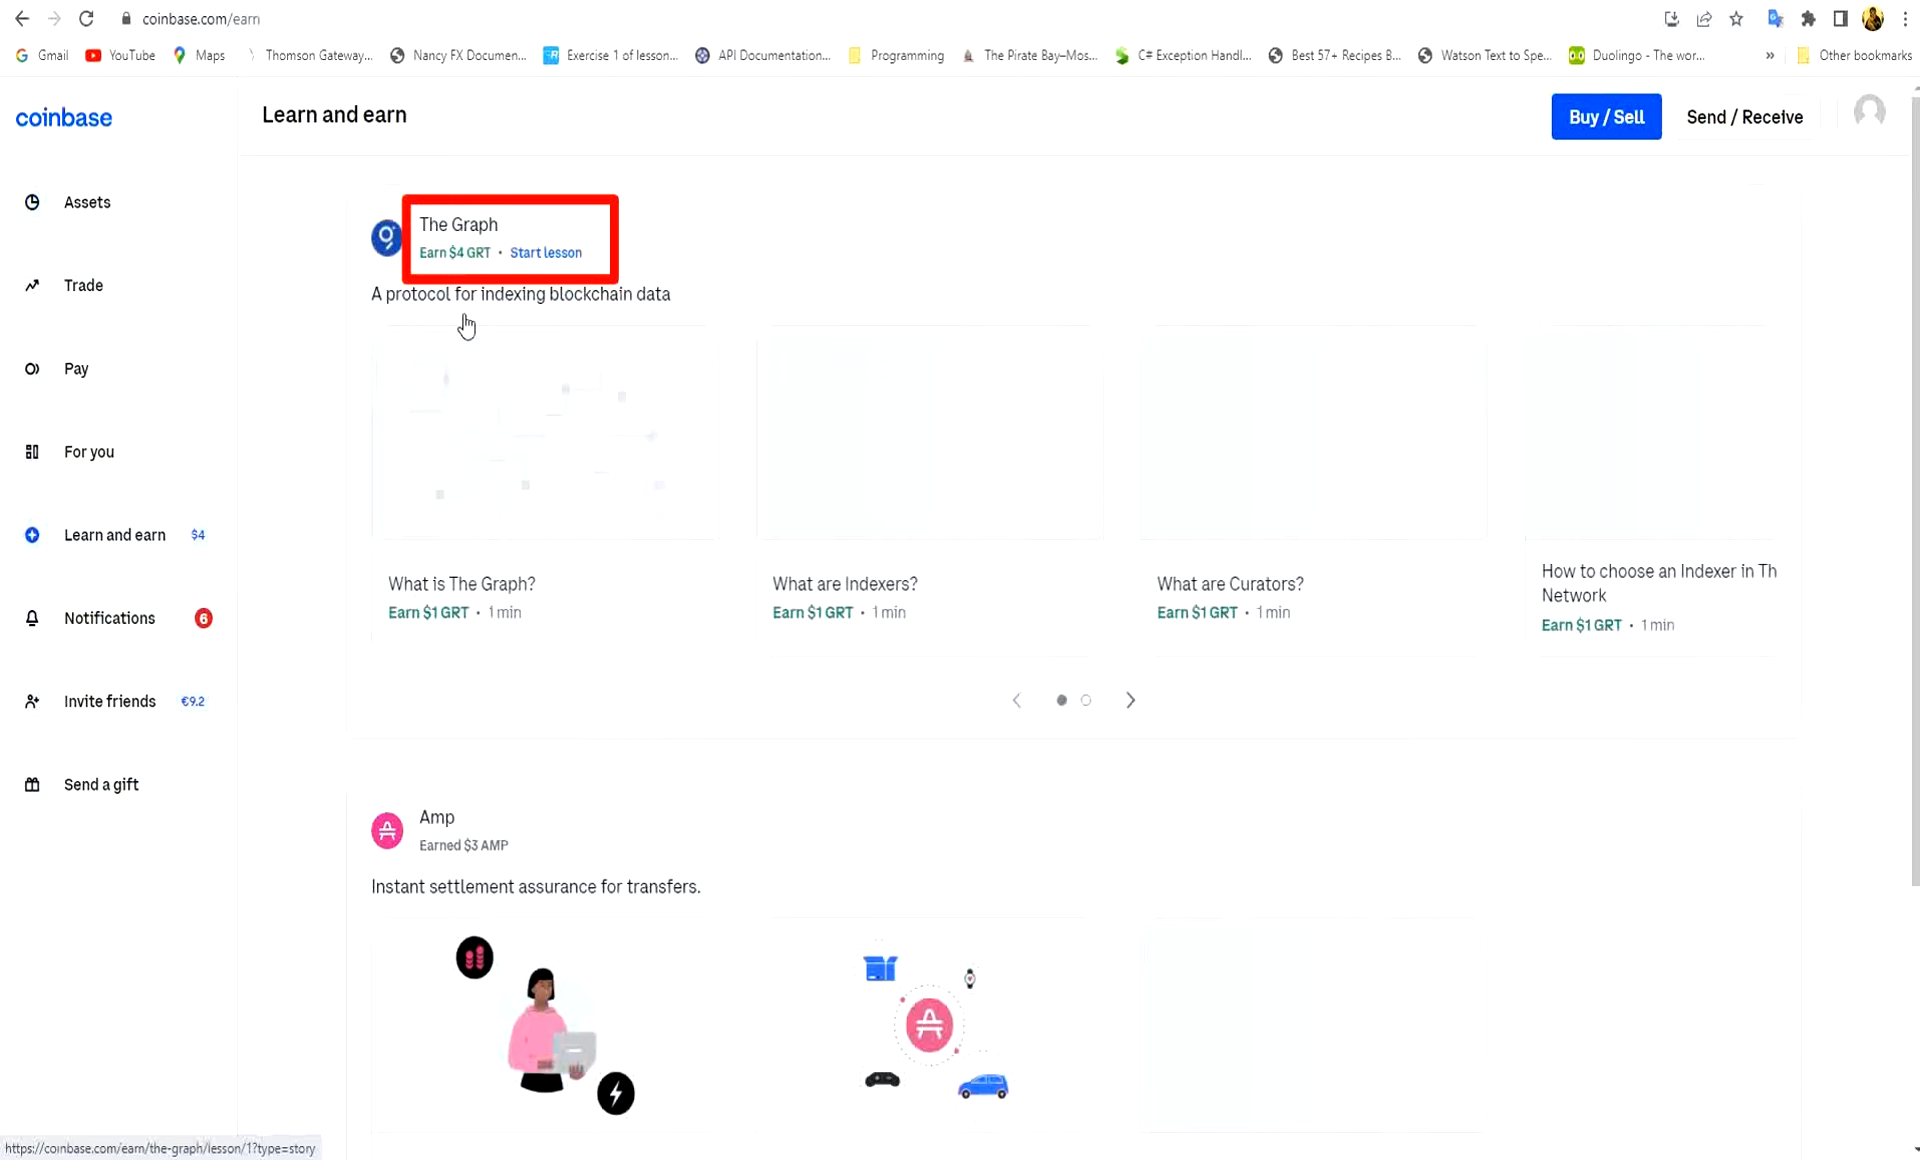 coinbase.com/earn
Gmail YouTube Maps Thomson Gateway... Nancy FX Documen... Exercise 1 of lesson... API Documentation... Programming The Pirate Bay–Mos... C# Exception Handl... Best 57+ Recipes B... Watson Text to Spe... Duolingo - The wor... » Other bookmarks
coinbase
Learn and earn
Buy / Sell
Send / Receive
Assets
Trade
Pay
For you
Learn and earn $4
Notifications 6
Invite friends €9.2
Send a gift
The Graph
Earn $4 GRT • Start lesson
A protocol for indexing blockchain data
What is The Graph?
Earn $1 GRT • 1 min
What are Indexers?
Earn $1 GRT • 1 min
What are Curators?
Earn $1 GRT • 1 min
How to choose an Indexer in Th
Network
Earn $1 GRT • 1 min
Amp
Earned $3 AMP
Instant settlement assurance for transfers.
https://coinbase.com/earn/the-graph/lesson/1?type=story